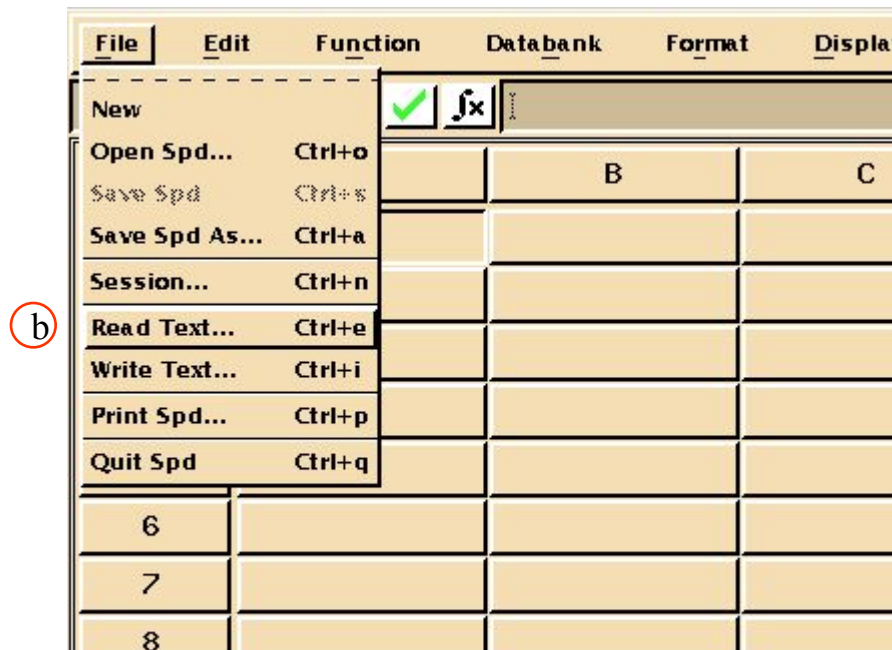 File Edit Function Databank Format Displa
New
ʃx
Open Spd... Ctrl+o
B C
Save Spd Ctrl+s
Save Spd As... Ctrl+a
Session... Ctrl+n
b Read Text... Ctrl+e
Write Text... Ctrl+i
Print Spd... Ctrl+p
Quit Spd Ctrl+q
6
7
8